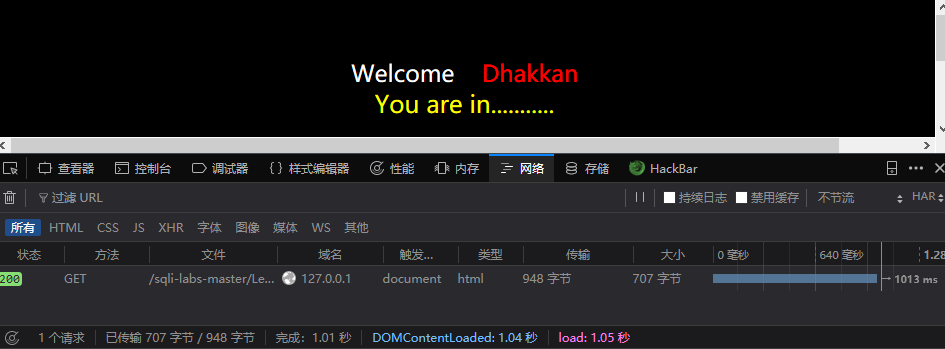 Welcome Dhakkan
You are in...........
查看器 控制台 调试器 {} 样式编辑器 性能 内存 网络 存储 HackBar
过滤 URL 持续日志 禁用缓存 不节流 HAR
所有 HTML CSS JS XHR 字体 图像 媒体 WS 其他
状态 方法 文件 域名 触发... 类型 传输 大小 0 毫秒 640 毫秒 1.28
200 GET /sqli-labs-master/Le... 127.0.0.1 document html 948 字节 707 字节 → 1013 ms
1 个请求 已传输 707 字节 / 948 字节 完成：1.01 秒 DOMContentLoaded: 1.04 秒 load: 1.05 秒